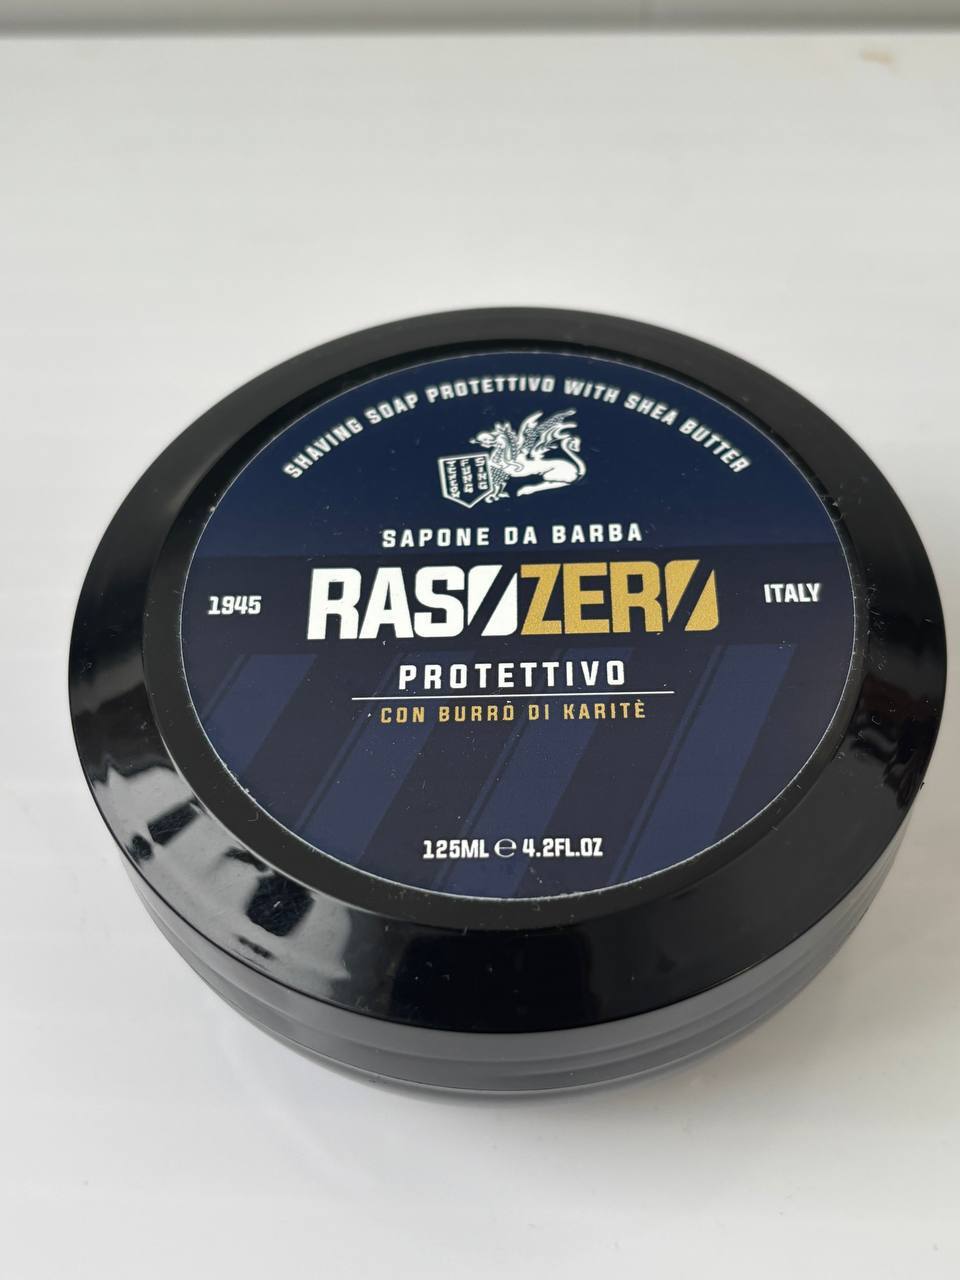 SHAVING SOAP PROTETTIVO WITH SHEA BUTTER
SAPONE DA BARBA
1945
RASOZERO
ITALY
PROTETTIVO
CON BURRO DI KARITÈ
125ML ℮ 4.2FL.OZ